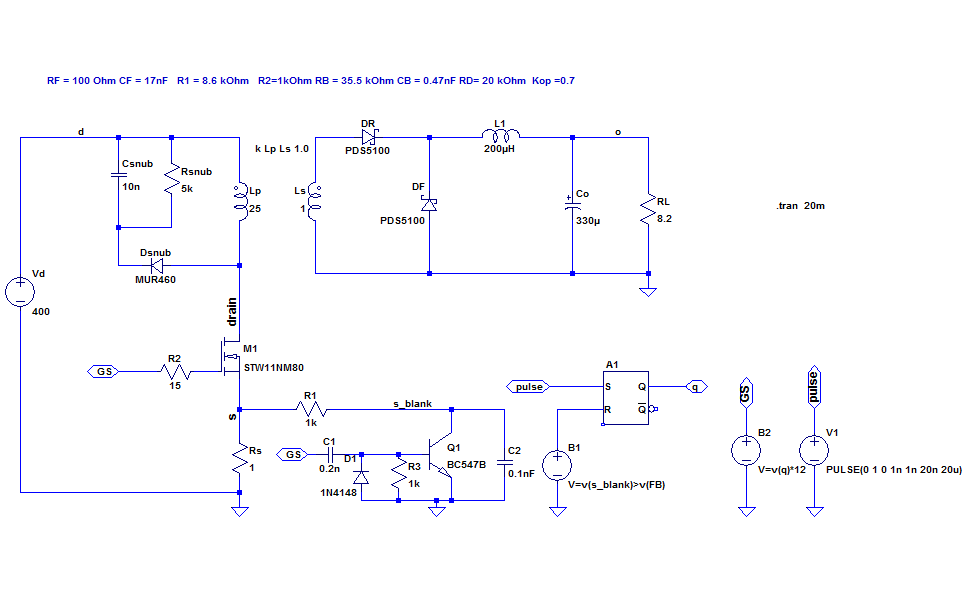 RF = 100 Ohm CF = 17nF R1 = 8.6 kOhm R2=1kOhm RB = 35.5 kOhm CB = 0.47nF RD= 20 kOhm Kop =0.7
d
DR
L1
o
k Lp Ls 1.0
PDS5100
200µH
Csnub
10n
Rsnub
5k
Lp
25
Ls
1
DF
PDS5100
Co
330µ
RL
8.2
.tran 20m
Dsnub
MUR460
Vd
400
drain
M1
STW11NM80
GS
R2
15
A1
pulse
S
Q
q
R
Q
GS
pulse
R1
1k
s_blank
s
Rs
1
GS
C1
0.2n
D1
1N4148
R3
1k
Q1
BC547B
C2
0.1nF
B1
V=v(s_blank)>v(FB)
B2
V=v(q)*12
V1
PULSE(0 1 0 1n 1n 20n 20u)